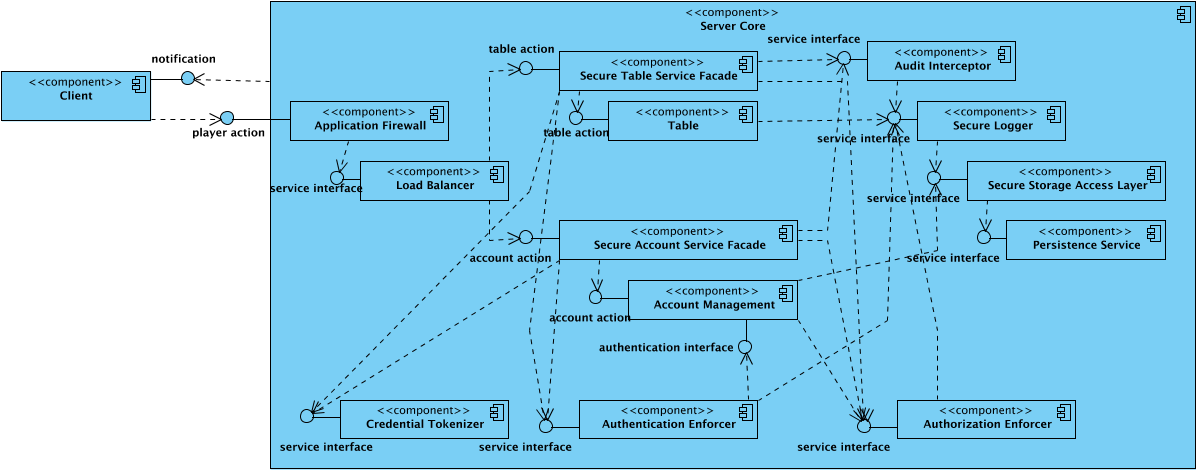 <<component>>
Server Core
notification
<<component>>
Client
player action
<<component>>
Application Firewall
service interface
<<component>>
Load Balancer
table action
<<component>>
Secure Table Service Facade
service interface
<<component>>
Audit Interceptor
table action
<<component>>
Table
service interface
<<component>>
Secure Logger
service interface
<<component>>
Secure Storage Access Layer
account action
<<component>>
Secure Account Service Facade
service interface
<<component>>
Persistence Service
account action
<<component>>
Account Management
authentication interface
service interface
<<component>>
Credential Tokenizer
service interface
<<component>>
Authentication Enforcer
service interface
<<component>>
Authorization Enforcer